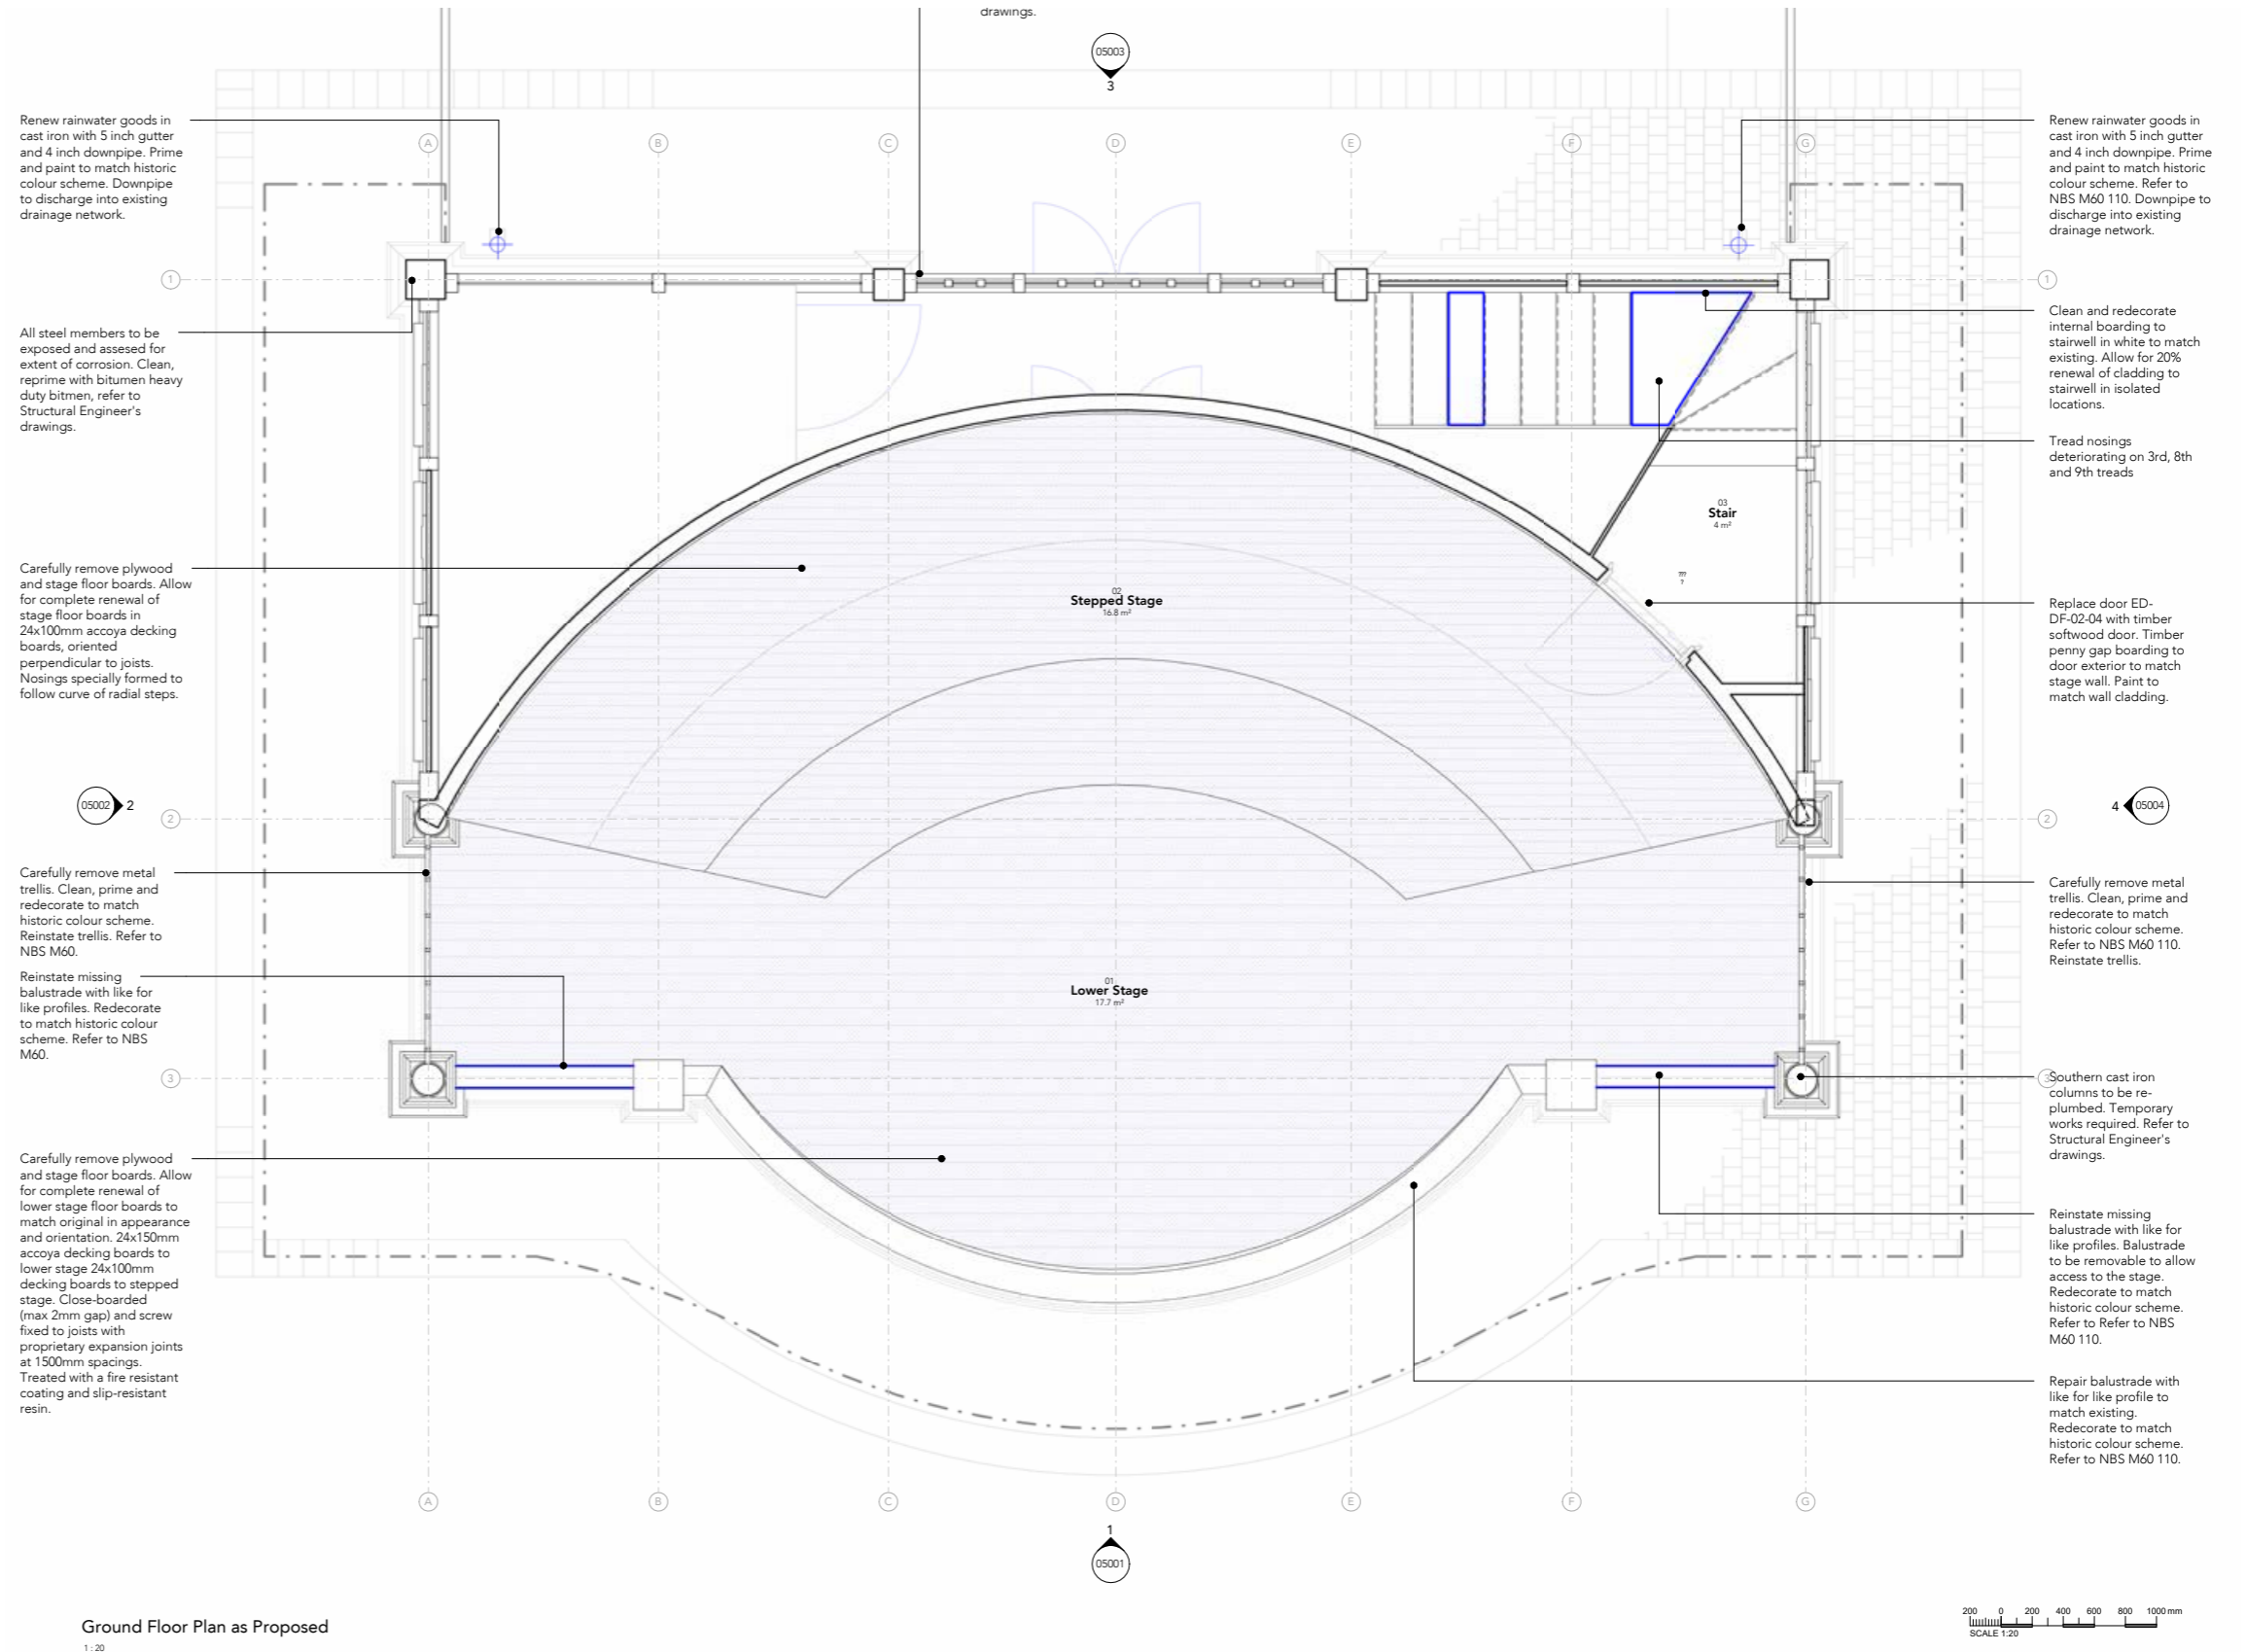 drawings.
05003
3
Renew rainwater goods in
cast iron with 5 inch gutter
and 4 inch downpipe. Prime
and paint to match historic
colour scheme. Downpipe
to discharge into existing
drainage network.
All steel members to be
exposed and assesed for
extent of corrosion. Clean,
reprime with bitumen heavy
duty bitmen, refer to
Structural Engineer's
drawings.
Carefully remove plywood
and stage floor boards. Allow
for complete renewal of
stage floor boards in
24x100mm accoya decking
boards, oriented
perpendicular to joists.
Nosings specially formed to
follow curve of radial steps.
05002
2
Carefully remove metal
trellis. Clean, prime and
redecorate to match
historic colour scheme.
Reinstate trellis. Refer to
NBS M60.
Reinstate missing
balustrade with like for
like profiles. Redecorate
to match historic colour
scheme. Refer to NBS
M60.
Carefully remove plywood
and stage floor boards. Allow
for complete renewal of
lower stage floor boards to
match original in appearance
and orientation. 24x150mm
accoya decking boards to
lower stage 24x100mm
decking boards to stepped
stage. Close-boarded
(max 2mm gap) and screw
fixed to joists with
proprietary expansion joints
at 1500mm spacings.
Treated with a fire resistant
coating and slip-resistant
resin.
A B C D E F G
1
1
2
2
3
3
02
Stepped Stage
16.8 m²
03
Stair
4 m²
???
?
01
Lower Stage
17.7 m²
A B C D E F G
Renew rainwater goods in
cast iron with 5 inch gutter
and 4 inch downpipe. Prime
and paint to match historic
colour scheme. Refer to
NBS M60 110. Downpipe to
discharge into existing
drainage network.
Clean and redecorate
internal boarding to
stairwell in white to match
existing. Allow for 20%
renewal of cladding to
stairwell in isolated
locations.
Tread nosings
deteriorating on 3rd, 8th
and 9th treads
Replace door ED-
DF-02-04 with timber
softwood door. Timber
penny gap boarding to
door exterior to match
stage wall. Paint to
match wall cladding.
4
05004
Carefully remove metal
trellis. Clean, prime and
redecorate to match
historic colour scheme.
Refer to NBS M60 110.
Reinstate trellis.
Southern cast iron
columns to be re-
plumbed. Temporary
works required. Refer to
Structural Engineer's
drawings.
Reinstate missing
balustrade with like for
like profiles. Balustrade
to be removable to allow
access to the stage.
Redecorate to match
historic colour scheme.
Refer to Refer to NBS
M60 110.
Repair balustrade with
like for like profile to
match existing.
Redecorate to match
historic colour scheme.
Refer to NBS M60 110.
1
05001
Ground Floor Plan as Proposed
1 : 20
200 0 200 400 600 800 1000 mm
SCALE 1:20